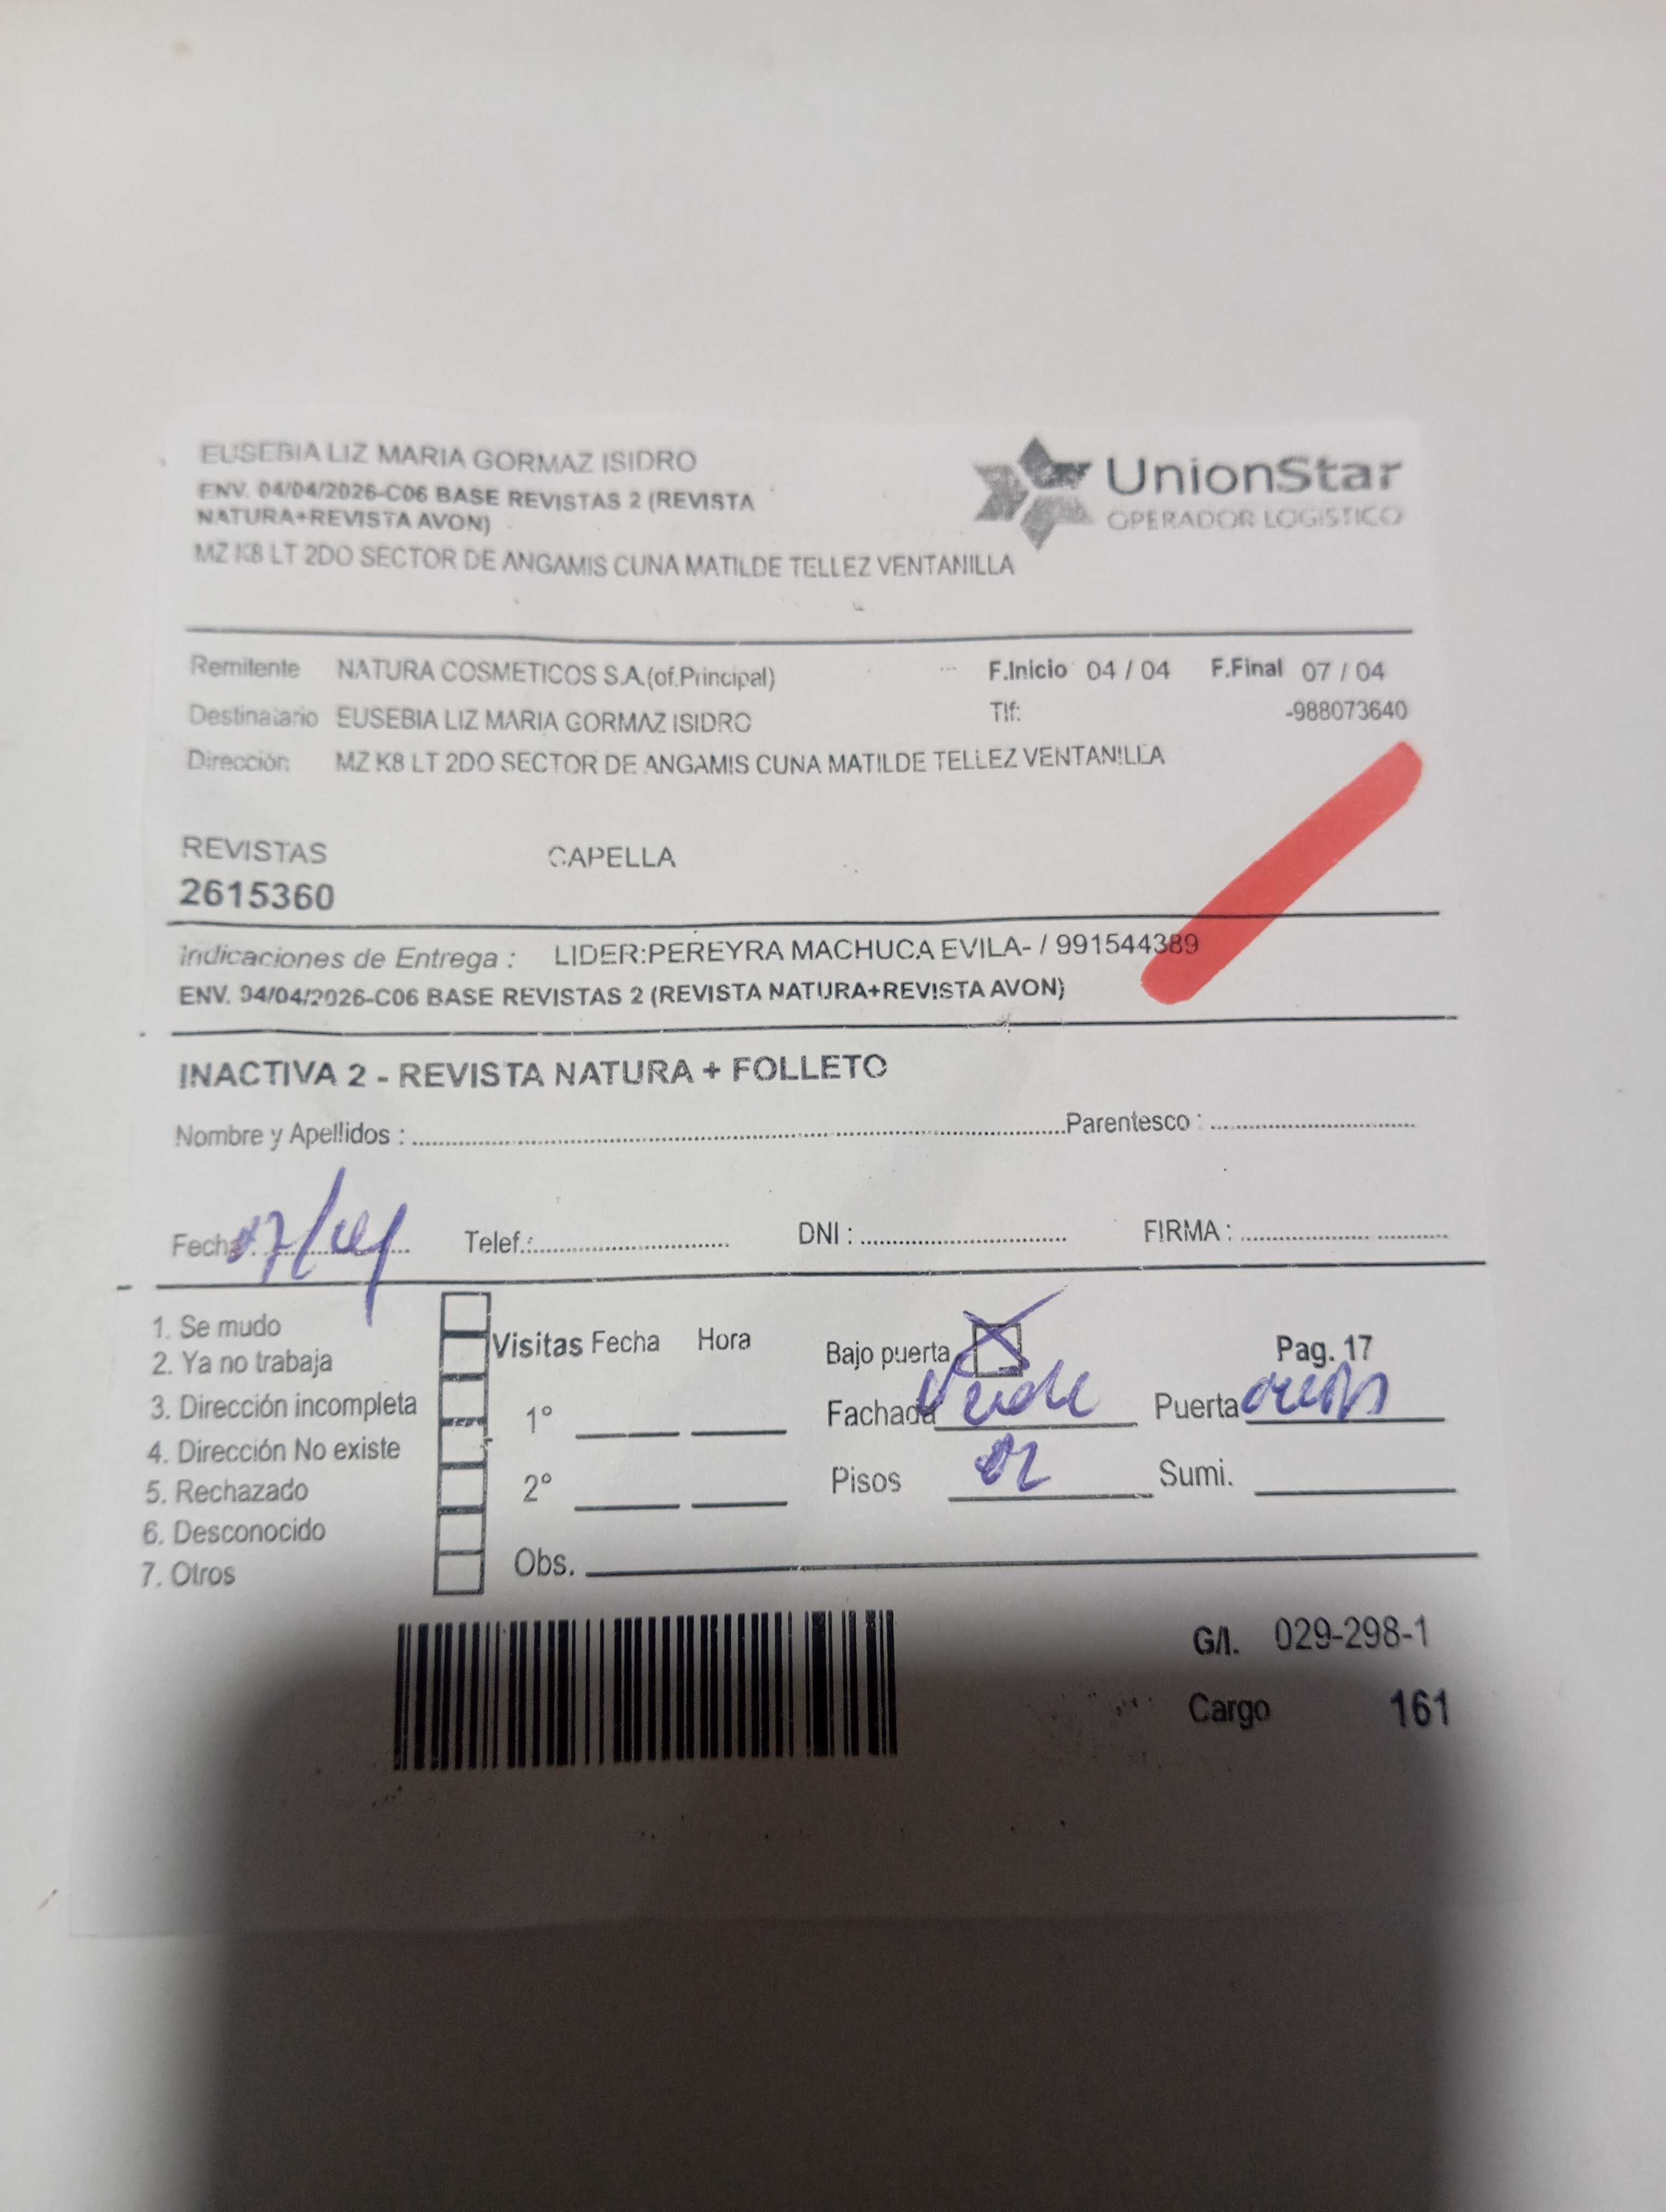 EUSEBIA LIZ MARIA GORMAZ ISIDRO
ENV. 04/04/2026-C06 BASE REVISTAS 2 (REVISTA
NATURA+REVISTA AVON)
MZ K8 LT 2DO SECTOR DE ANGAMIS CUNA MATILDE TELLEZ VENTANILLA
UnionStar
OPERADOR LOGISTICO
Remitente NATURA COSMETICOS S.A.(of.Principal) F.Inicio 04 / 04 F.Final 07 / 04
Destinatario EUSEBIA LIZ MARIA GORMAZ ISIDRO Tlf: -988073640
Dirección MZ K8 LT 2DO SECTOR DE ANGAMIS CUNA MATILDE TELLEZ VENTANILLA
REVISTAS CAPELLA
2615360
Indicaciones de Entrega : LIDER:PEREYRA MACHUCA EVILA- / 991544389
ENV. 04/04/2026-C06 BASE REVISTAS 2 (REVISTA NATURA+REVISTA AVON)
INACTIVA 2 - REVISTA NATURA + FOLLETO
Nombre y Apellidos : Parentesco :
Fecha : 07/04 Telef.: DNI : FIRMA :
1. Se mudo
2. Ya no trabaja
3. Dirección incompleta
4. Dirección No existe
5. Rechazado
6. Desconocido
7. Otros
Visitas Fecha Hora
1°
2°
Obs.
Bajo puerta Pag. 17
Fachada Verde Puerta
Pisos 02 Sumi.
G/I. 029-298-1
Cargo 161